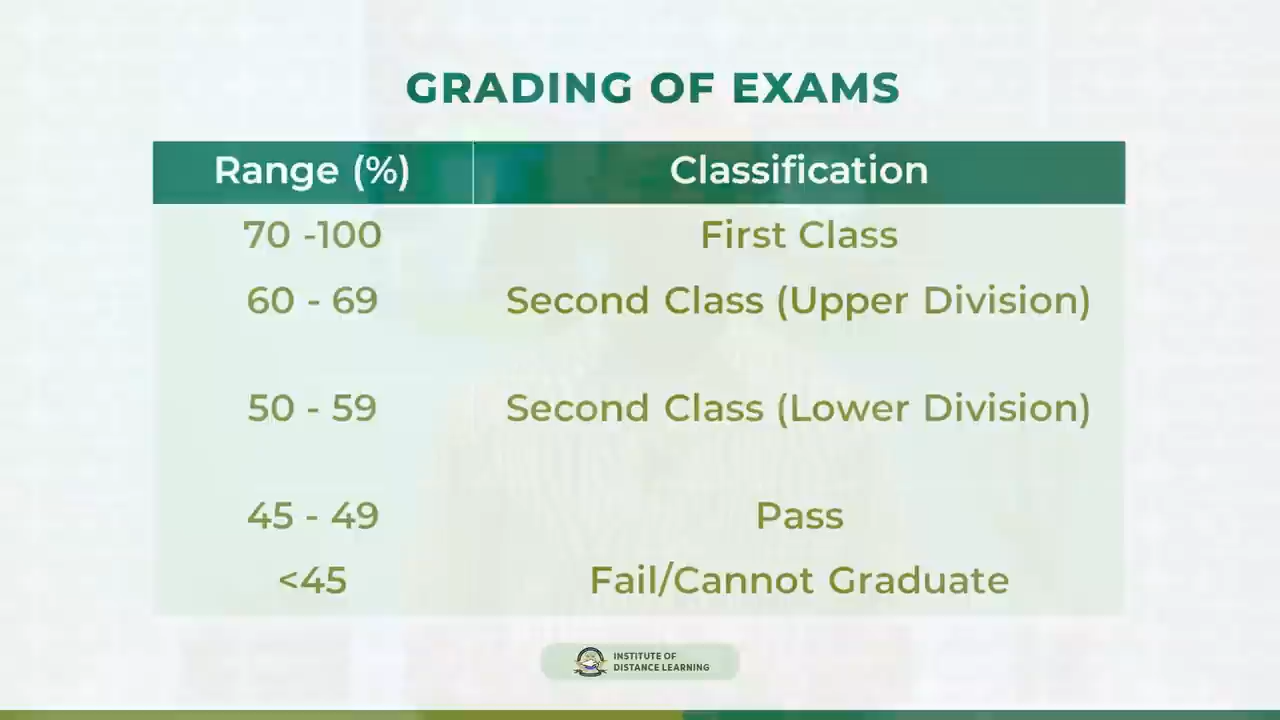 GRADING OF EXAMS
Range (%) Classification
70 -100 First Class
60 - 69 Second Class (Upper Division)
50 - 59 Second Class (Lower Division)
45 - 49 Pass
<45 Fail/Cannot Graduate
INSTITUTE OF
DISTANCE LEARNING